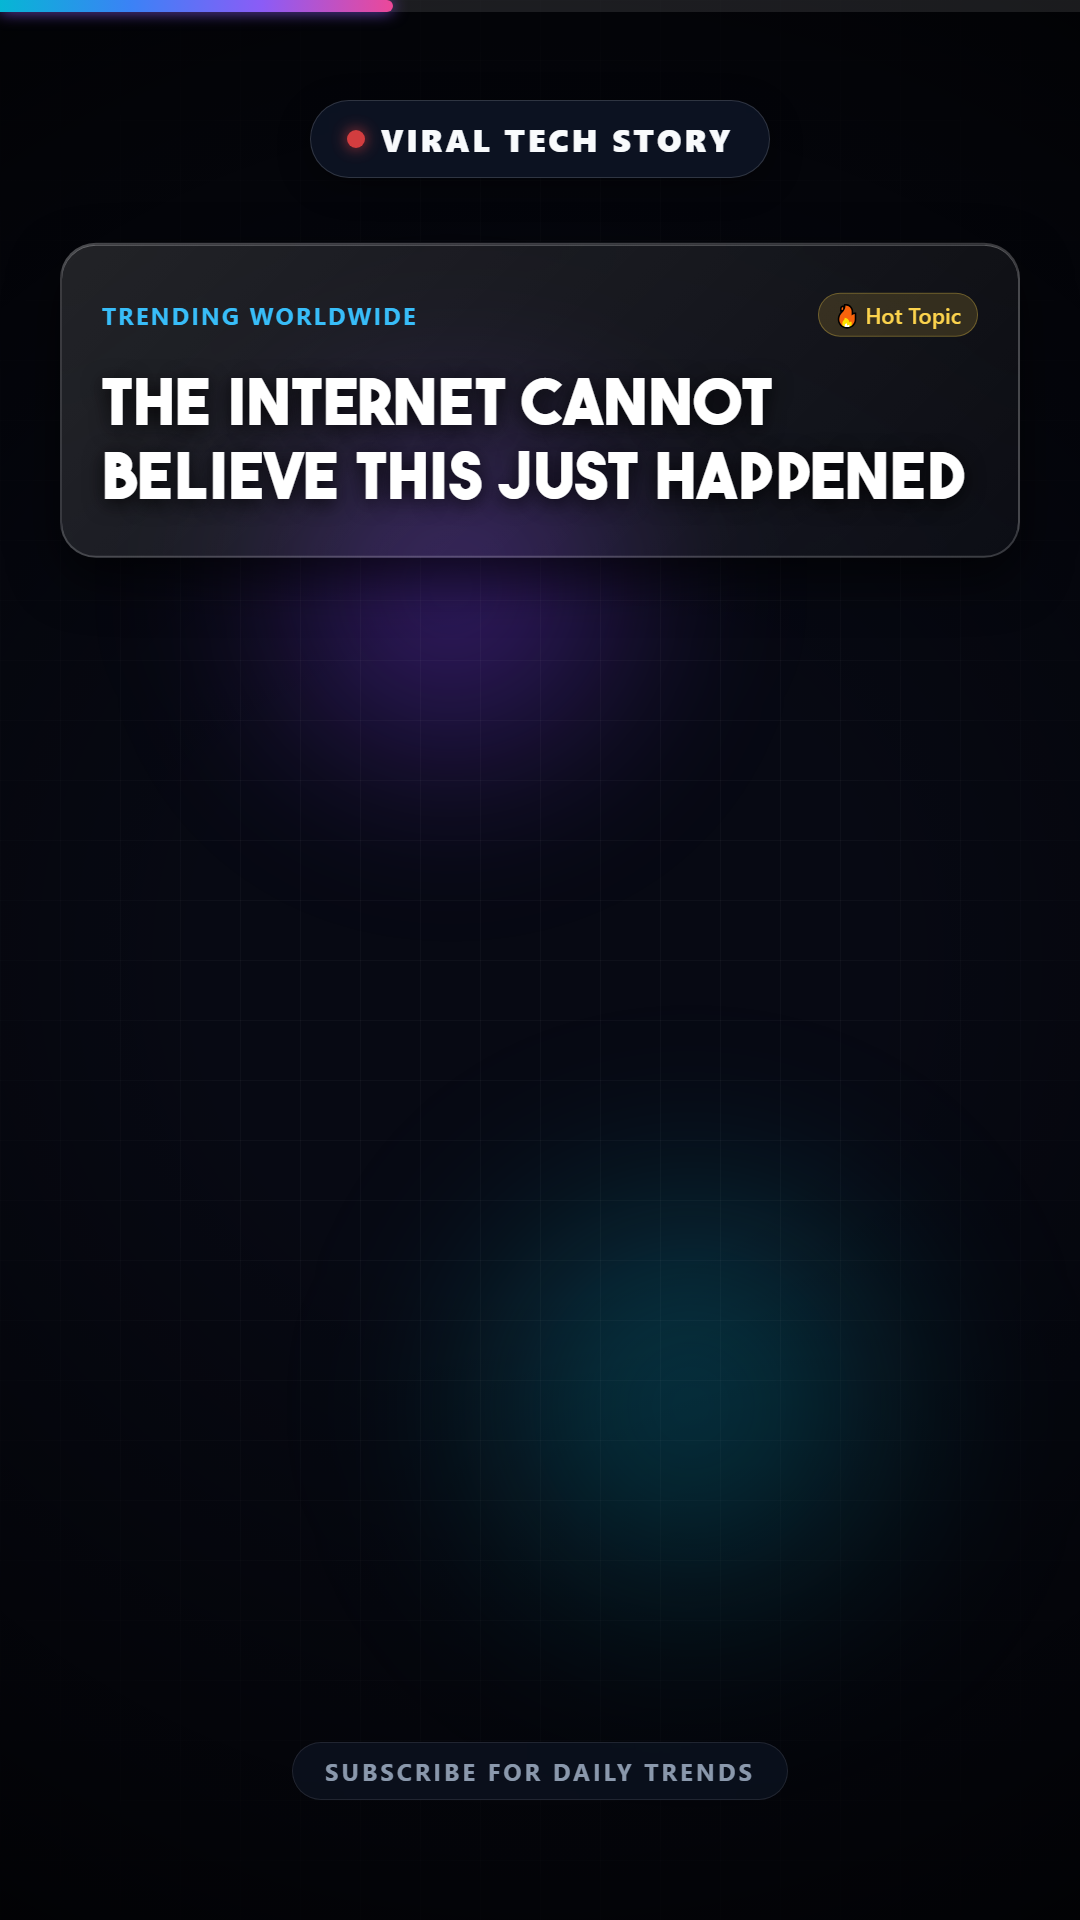 VIRAL TECH STORY
TRENDING WORLDWIDE
🔥 Hot Topic
THE INTERNET CANNOT
BELIEVE THIS JUST HAPPENED
SUBSCRIBE FOR DAILY TRENDS